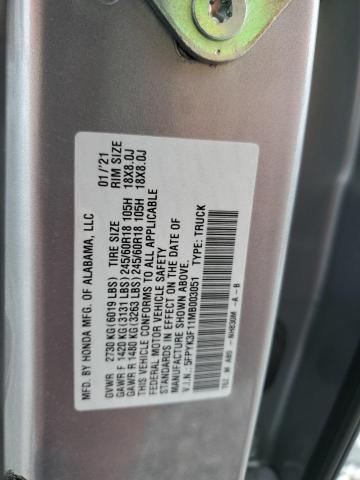 MFD. BY HONDA MFG. OF ALABAMA, LLC 01/'21
GVWR 2730 KG(6019 LBS) TIRE SIZE RIM SIZE
GAWR F 1420 KG(3131 LBS) 245/60R18 105H 18X8.0J
GAWR R 1480 KG(3263 LBS) 245/60R18 105H 18X8.0J
THIS VEHICLE CONFORMS TO ALL APPLICABLE
FEDERAL MOTOR VEHICLE SAFETY
STANDARDS IN EFFECT ON THE DATE OF
MANUFACTURE SHOWN ABOVE.
V.I.N.: 5FPYK3F11MB003051 TYPE: TRUCK
NH830M -A -B